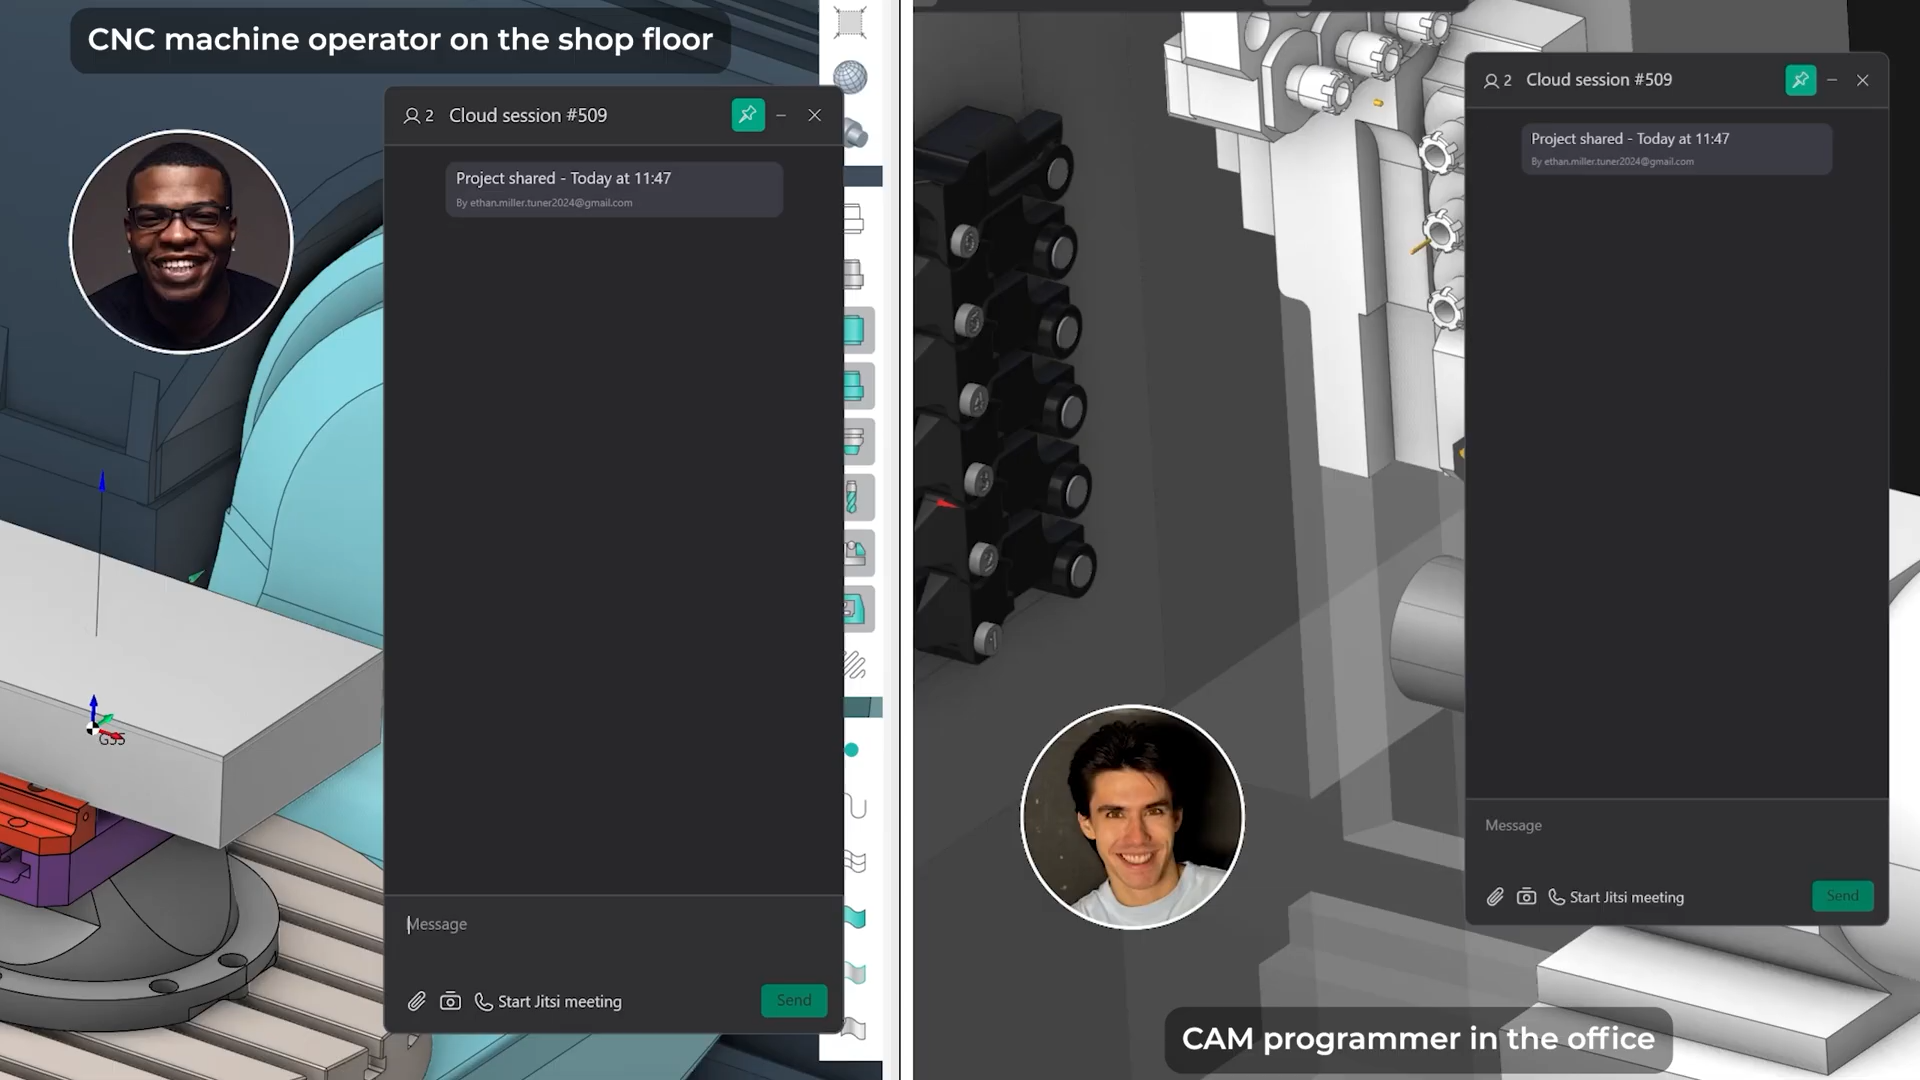 CNC machine operator on the shop floor
2 Cloud session #509
Project shared - Today at 11:47
By ethan.miller.tuner2024@gmail.com
G55
Message
Start Jitsi meeting
Send
2 Cloud session #509
Project shared - Today at 11:47
By ethan.miller.tuner2024@gmail.com
Message
Start Jitsi meeting
Send
CAM programmer in the office